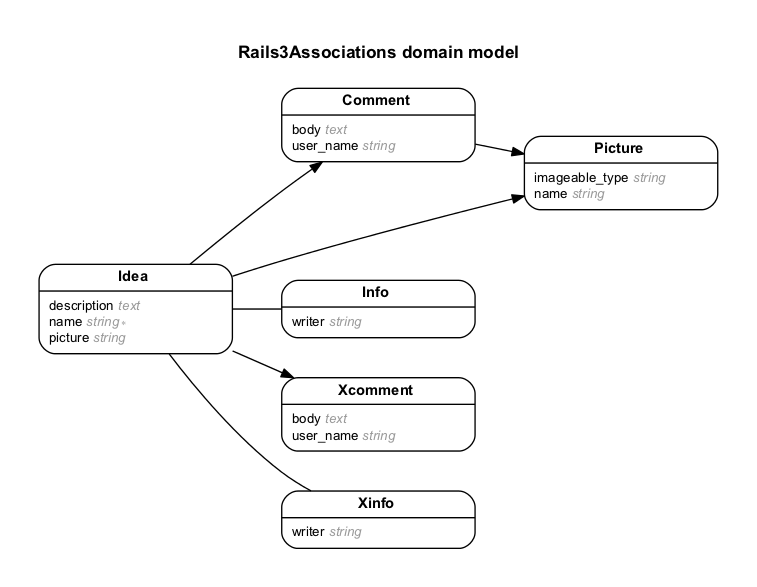 Rails3Associations domain model
Comment
body text
user_name string
Picture
imageable_type string
name string
Idea
description text
name string*
picture string
Info
writer string
Xcomment
body text
user_name string
Xinfo
writer string